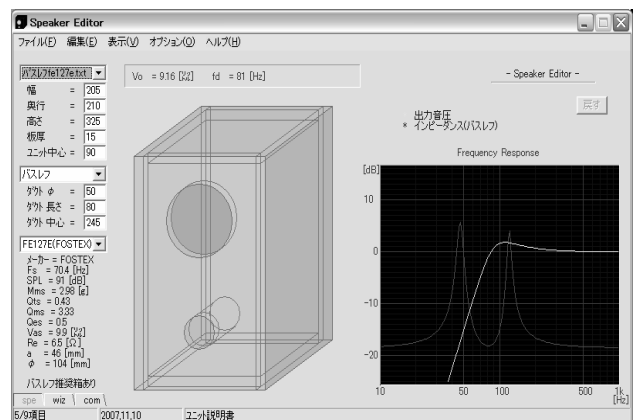 Speaker Editor
ファイル(F) 編集(E) 表示(V) オプション(O) ヘルプ(H)
バスレフfe127e.txt
幅 = 205
奥行 = 210
高さ = 325
板厚 = 15
ユニット中心 = 90
バスレフ
ダクト φ = 50
ダクト 長さ = 80
ダクト 中心 = 245
FE127E(FOSTEX)
メーカー = FOSTEX
Fs = 70.4 [Hz]
SPL = 91 [dB]
Mms = 2.98 [g]
Qts = 0.43
Qms = 3.33
Qes = 0.5
Vas = 9.9 [㍑]
Re = 6.5 [Ω]
a = 46 [mm]
φ = 104 [mm]
バスレフ推奨箱あり
spe wiz com
5/9項目 2007,11,10 ユニット説明書
Vo = 9.16 [㍑] fd = 81 [Hz]
- Speaker Editor -
戻す
出力音圧
* インピーダンス(バスレフ)
Frequency Response
[dB]
10
0
-10
-20
10 50 100 500 1k
[Hz]